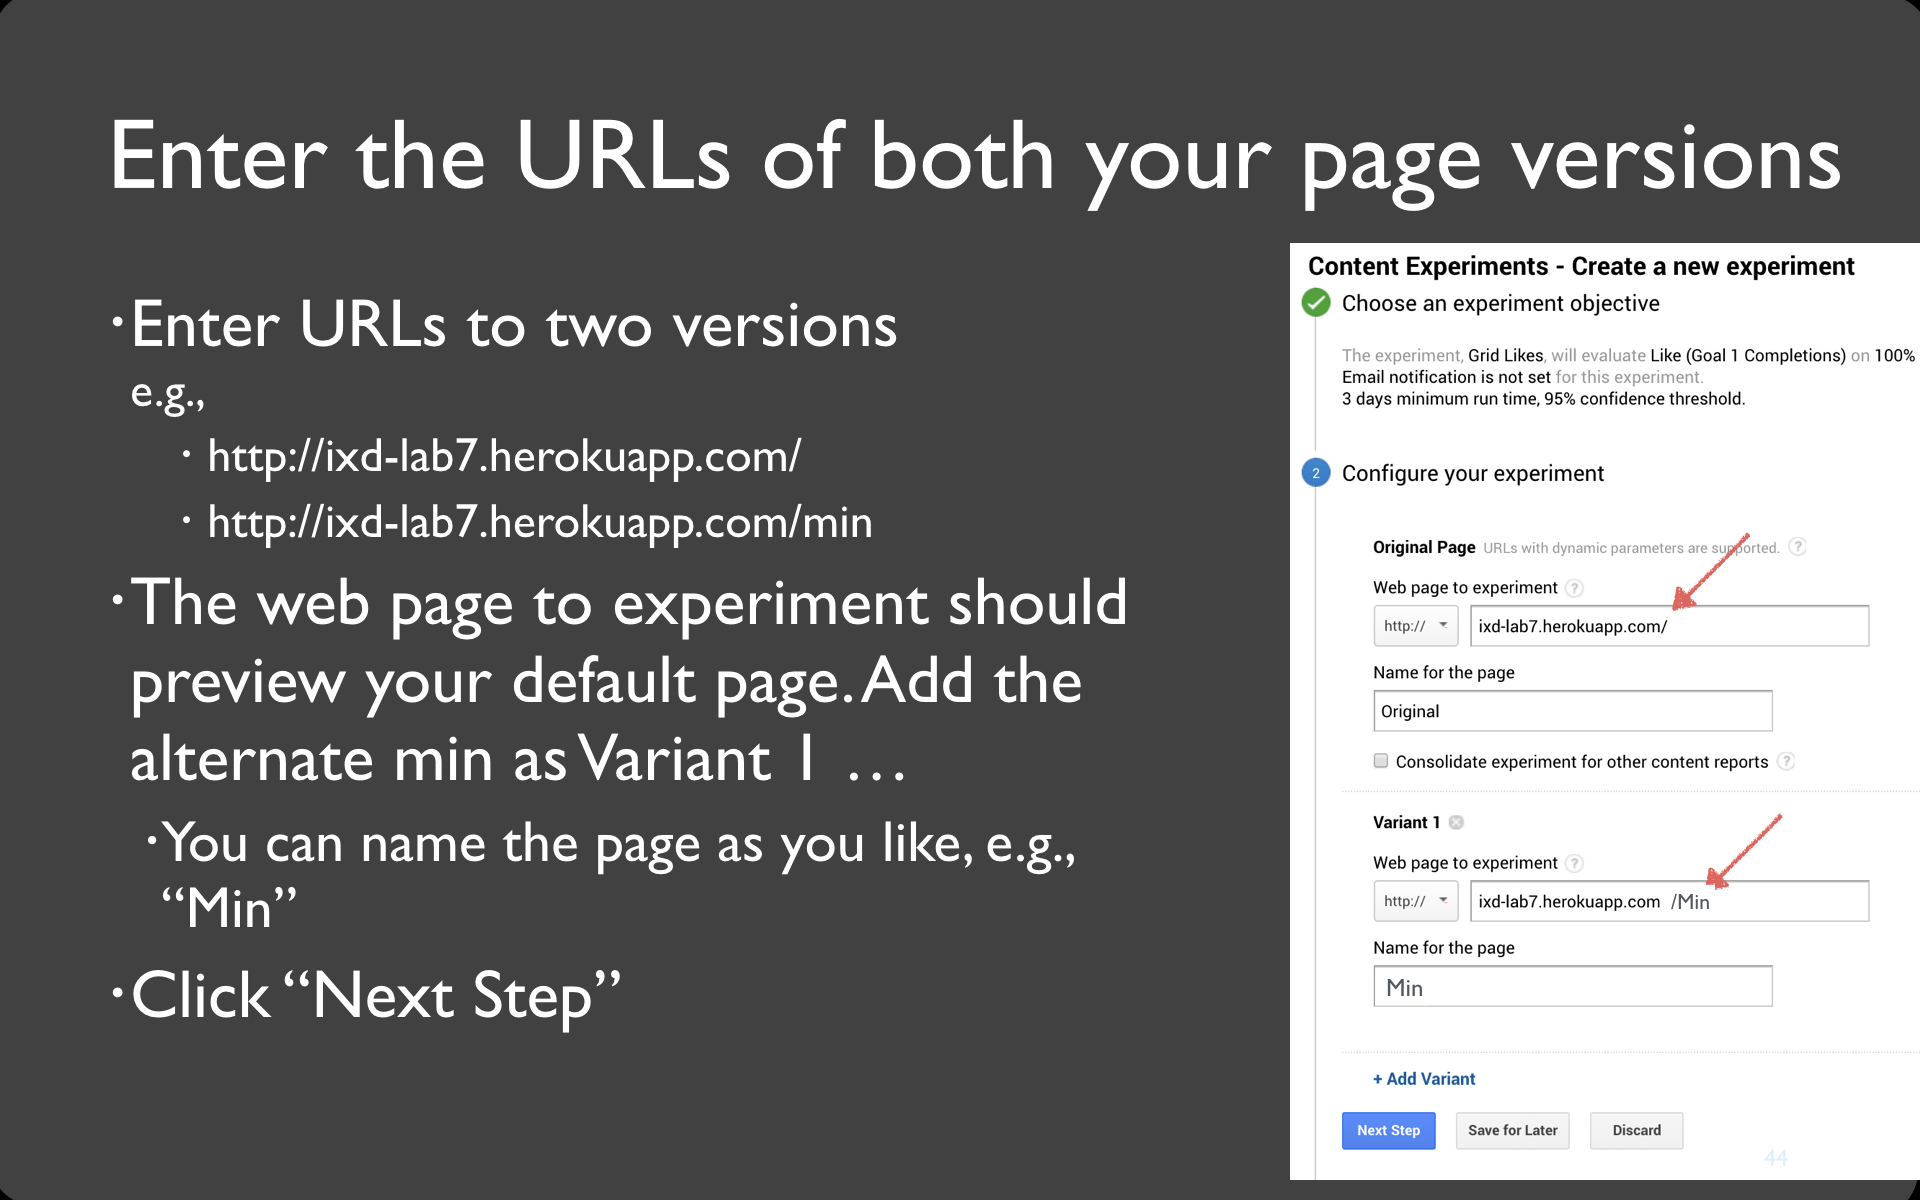 Enter the URLs of both your page versions
•Enter URLs to two versions
e.g.,
• http://ixd-lab7.herokuapp.com/
• http://ixd-lab7.herokuapp.com/min
•The web page to experiment should
preview your default page. Add the
alternate min as Variant 1 …
•You can name the page as you like, e.g.,
“Min”
•Click “Next Step”
Content Experiments - Create a new experiment
Choose an experiment objective
The experiment, Grid Likes, will evaluate Like (Goal 1 Completions) on 100%
Email notification is not set for this experiment.
3 days minimum run time, 95% confidence threshold.
2 Configure your experiment
Original Page URLs with dynamic parameters are supported. ?
Web page to experiment ?
http:// ixd-lab7.herokuapp.com/
Name for the page
Original
Consolidate experiment for other content reports ?
Variant 1
Web page to experiment ?
http:// ixd-lab7.herokuapp.com /Min
Name for the page
Min
+ Add Variant
Next Step Save for Later Discard
44